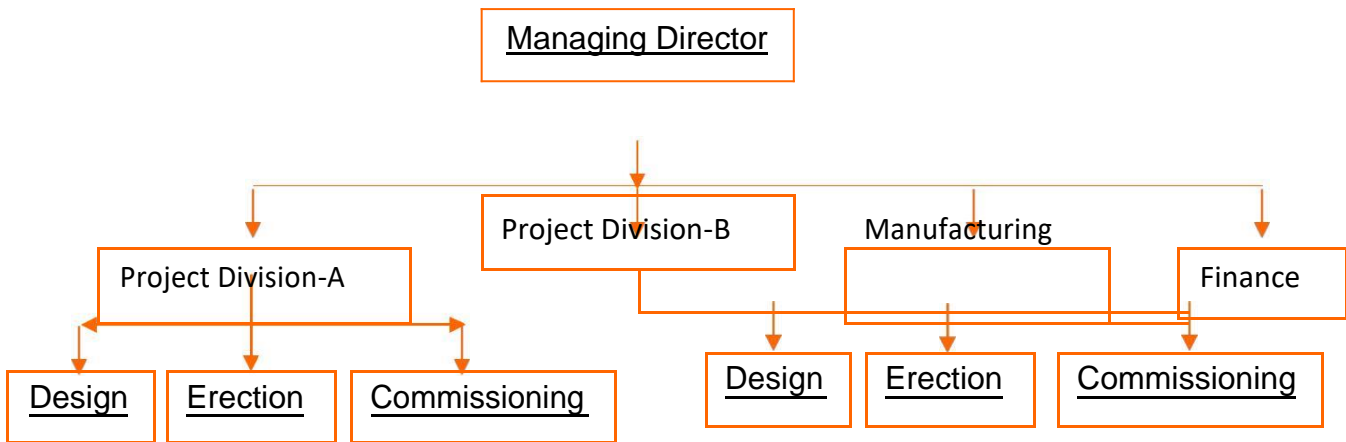 Managing Director
Project Division-B
Manufacturing
Project Division-A
Finance
Design
Erection
Commissioning
Design
Erection
Commissioning